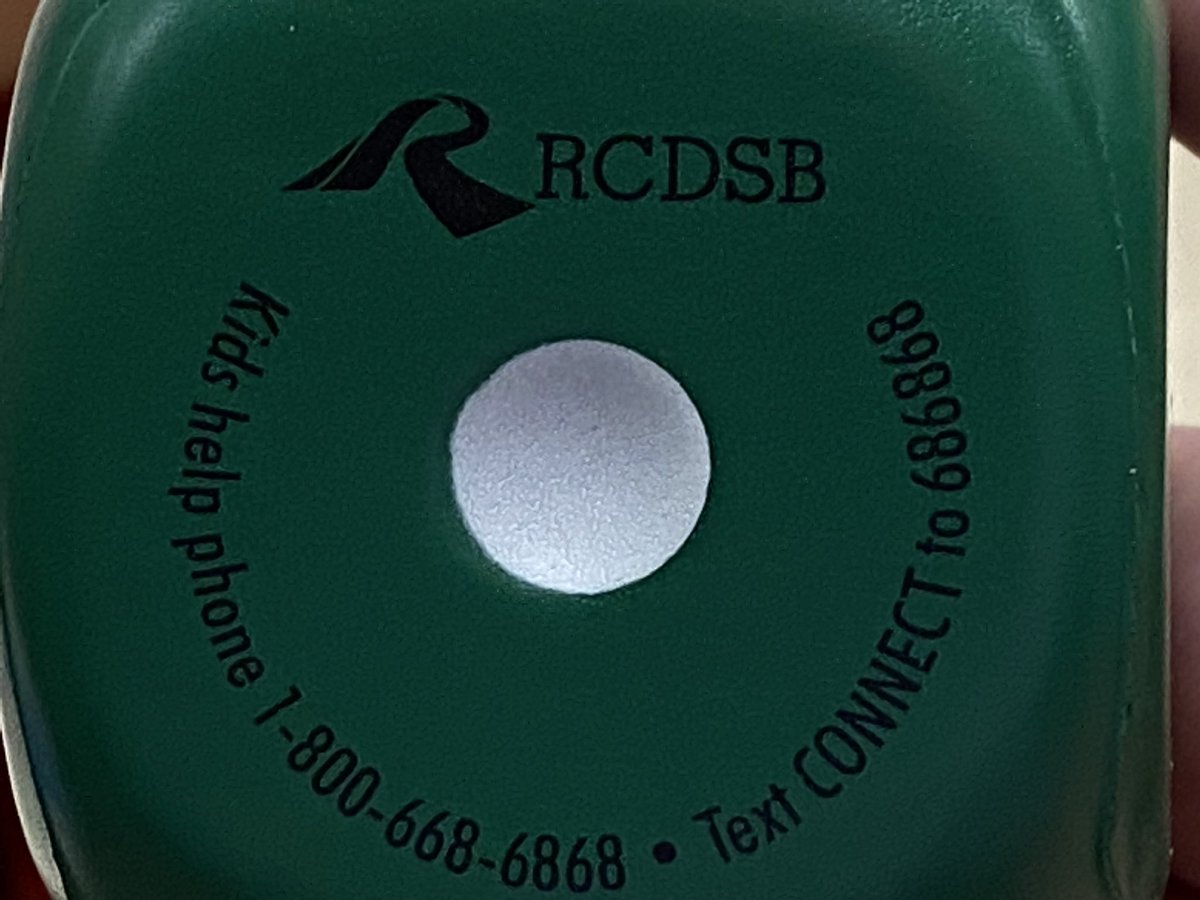 RCDSB
Kids help phone 1-800-668-6868 • Text CONNECT to 686868